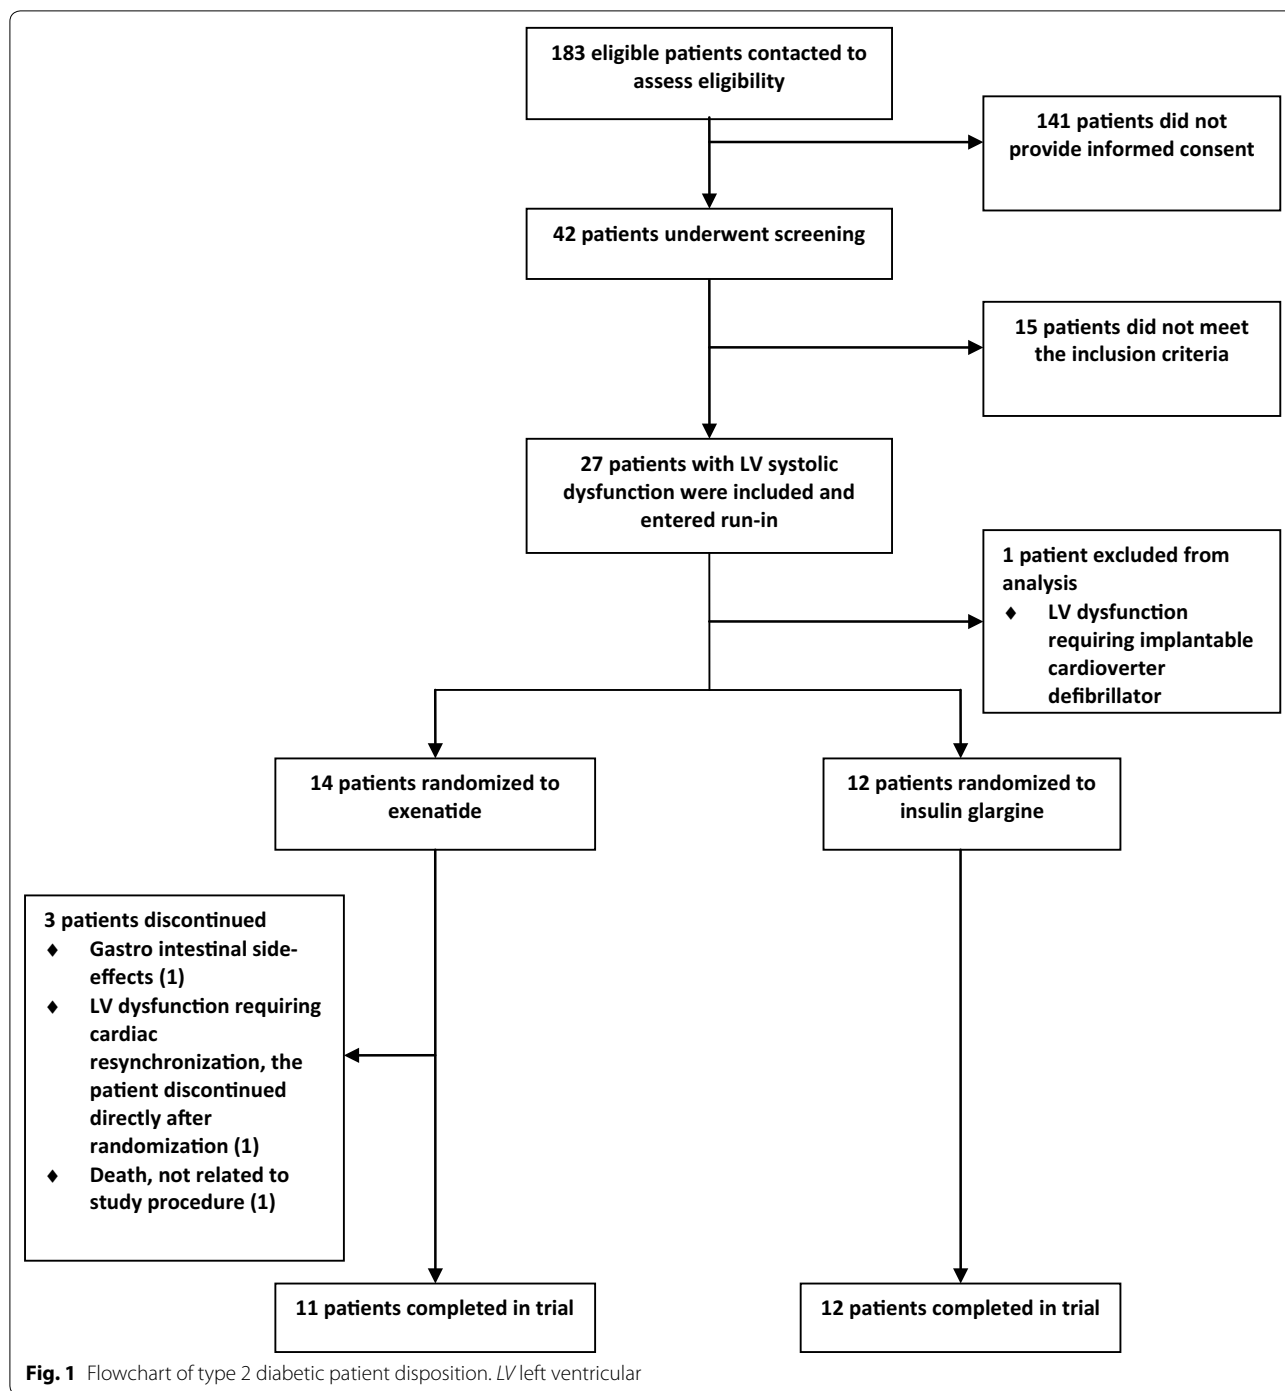 183 eligible patients contacted to
assess eligibility
141 patients did not
provide informed consent
42 patients underwent screening
15 patients did not meet
the inclusion criteria
27 patients with LV systolic
dysfunction were included and
entered run-in
1 patient excluded from
analysis
♦ LV dysfunction
requiring implantable
cardioverter
defibrillator
14 patients randomized to
exenatide
12 patients randomized to
insulin glargine
3 patients discontinued
♦ Gastro intestinal side-
effects (1)
♦ LV dysfunction requiring
cardiac
resynchronization, the
patient discontinued
directly after
randomization (1)
♦ Death, not related to
study procedure (1)
11 patients completed in trial
12 patients completed in trial
Fig. 1 Flowchart of type 2 diabetic patient disposition. LV left ventricular